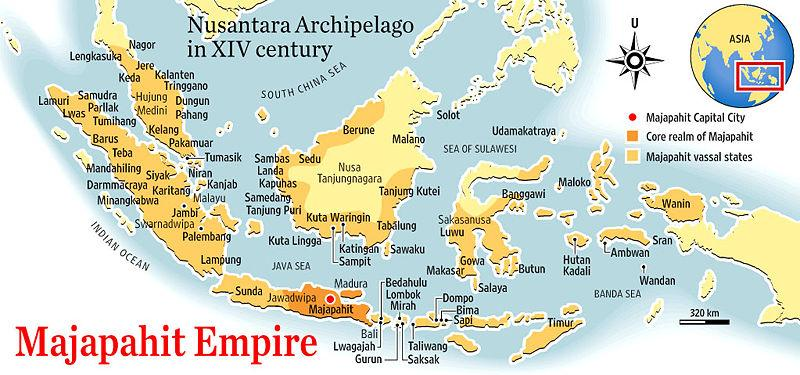 Nusantara Archipelago
in XIV century
U
ASIA
Majapahit Capital City
Core realm of Majapahit
Majapahit vassal states
Nagor
Lengkasuka
Jere
Keda
Kalanten
Tringgano
Hujung
Medini
Dungun
Pahang
Kelang
Pakamuar
Lamuri
Samudra
Lwas
Parllak
Tumihang
Barus
Teba
Mandahiling
Siyak
Darmmacraya
Karitang
Minangkabwa
Tumasik
Niran
Kanjab
Malayu
Jambi
Swarnadwipa
Palembang
Lampung
INDIAN OCEAN
SOUTH CHINA SEA
Berune
Malano
Sambas
Sedu
Landa
Kapuhas
Samedang
Tanjung Puri
Nusa
Tanjungnagara
Tanjung Kutei
Kuta Waringin
Tabalung
Kuta Lingga
Katingan
Sampit
Sawaku
JAVA SEA
Solot
Udamakatraya
SEA OF SULAWESI
Banggawi
Sakasanusa
Luwu
Gowa
Makasar
Butun
Salaya
Maloko
Hutan
Kadali
Ambwan
Sran
Wanin
Wandan
BANDA SEA
Sunda
Jawadwipa
Madura
Majapahit
Bedahulu
Lombok
Mirah
Bali
Lwagajah
Gurun
Saksak
Taliwang
Dompo
Bima
Sapi
Timur
320 km
Majapahit Empire